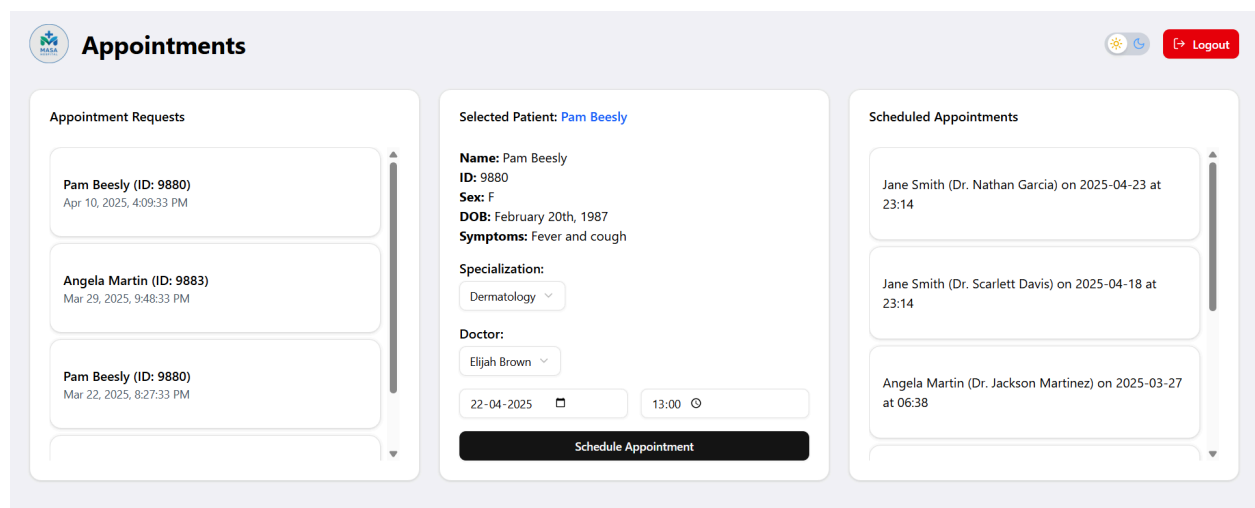 MASA
Appointments
Logout
Appointment Requests
Pam Beesly (ID: 9880)
Apr 10, 2025, 4:09:33 PM
Angela Martin (ID: 9883)
Mar 29, 2025, 9:48:33 PM
Pam Beesly (ID: 9880)
Mar 22, 2025, 8:27:33 PM
Selected Patient: Pam Beesly
Name: Pam Beesly
ID: 9880
Sex: F
DOB: February 20th, 1987
Symptoms: Fever and cough
Specialization:
Dermatology
Doctor:
Elijah Brown
22-04-2025
13:00
Schedule Appointment
Scheduled Appointments
Jane Smith (Dr. Nathan Garcia) on 2025-04-23 at
23:14
Jane Smith (Dr. Scarlett Davis) on 2025-04-18 at
23:14
Angela Martin (Dr. Jackson Martinez) on 2025-03-27
at 06:38